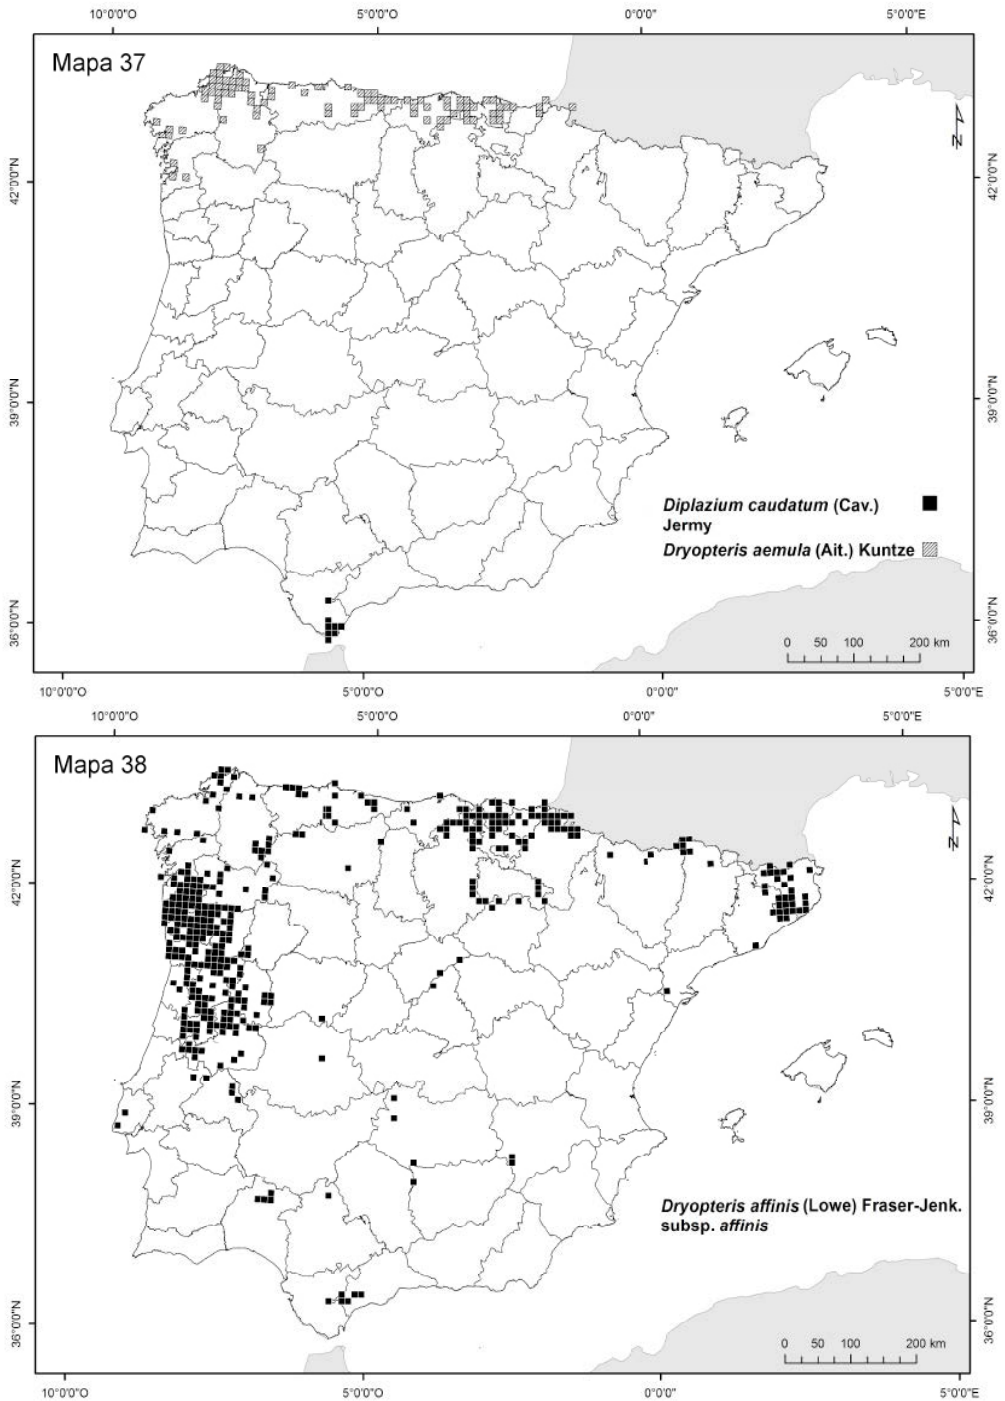 10°0'0"O 5°0'0"O 0°0'0" 5°0'0"E
Mapa 37
42°0'0"N 42°0'0"N
N
39°0'0"N 39°0'0"N
Diplazium caudatum (Cav.)
Jermy
Dryopteris aemula (Ait.) Kuntze
36°0'0"N 36°0'0"N
0 50 100 200 km
10°0'0"O 5°0'0"O 0°0'0" 5°0'0"E
10°0'0"O 5°0'0"O 0°0'0" 5°0'0"E
Mapa 38
N
42°0'0"N 42°0'0"N
39°0'0"N 39°0'0"N
Dryopteris affinis (Lowe) Fraser-Jenk.
subsp. affinis
36°0'0"N 36°0'0"N
0 50 100 200 km
10°0'0"O 5°0'0"O 0°0'0" 5°0'0"E